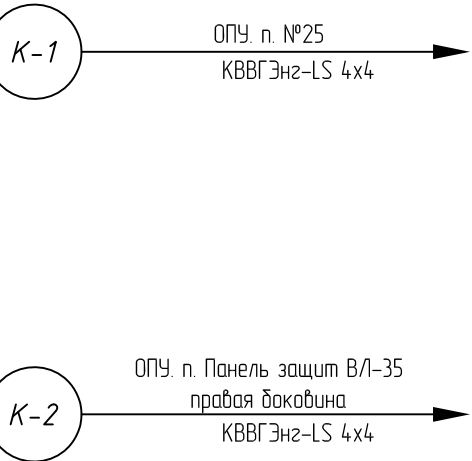 К-1
ОПУ. п. №25
КВВГЭнг-LS 4х4
К-2
ОПУ. п. Панель защит ВЛ-35
правая боковина
КВВГЭнг-LS 4х4